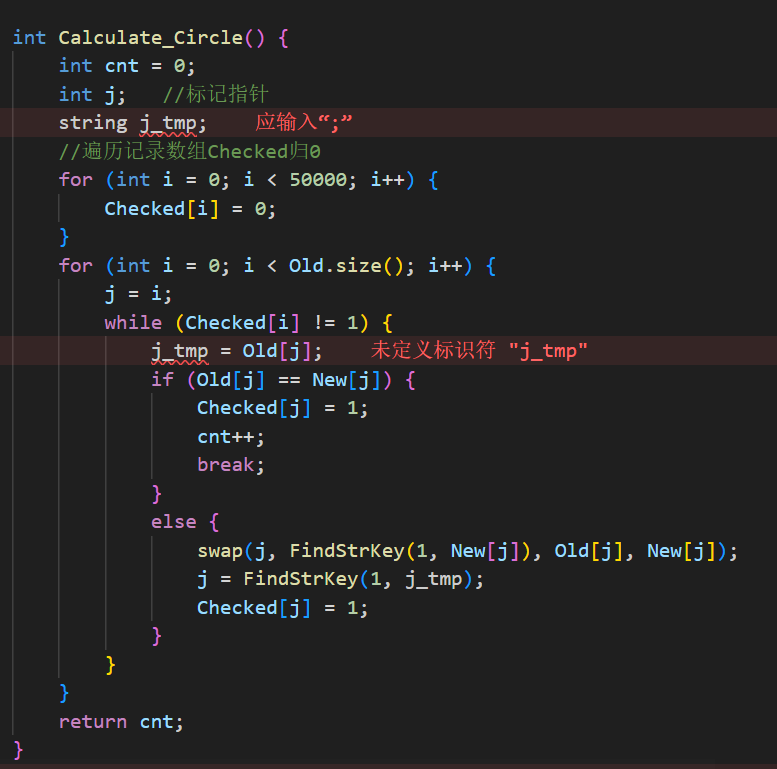 int Calculate_Circle() {
    int cnt = 0;
    int j;   //标记指针
    string j_tmp;    应输入“;”
    //遍历记录数组Checked归0
    for (int i = 0; i < 50000; i++) {
        Checked[i] = 0;
    }
    for (int i = 0; i < Old.size(); i++) {
        j = i;
        while (Checked[i] != 1) {
            j_tmp = Old[j];    未定义标识符 "j_tmp"
            if (Old[j] == New[j]) {
                Checked[j] = 1;
                cnt++;
                break;
            }
            else {
                swap(j, FindStrKey(1, New[j]), Old[j], New[j]);
                j = FindStrKey(1, j_tmp);
                Checked[j] = 1;
            }
        }
    }
    return cnt;
}